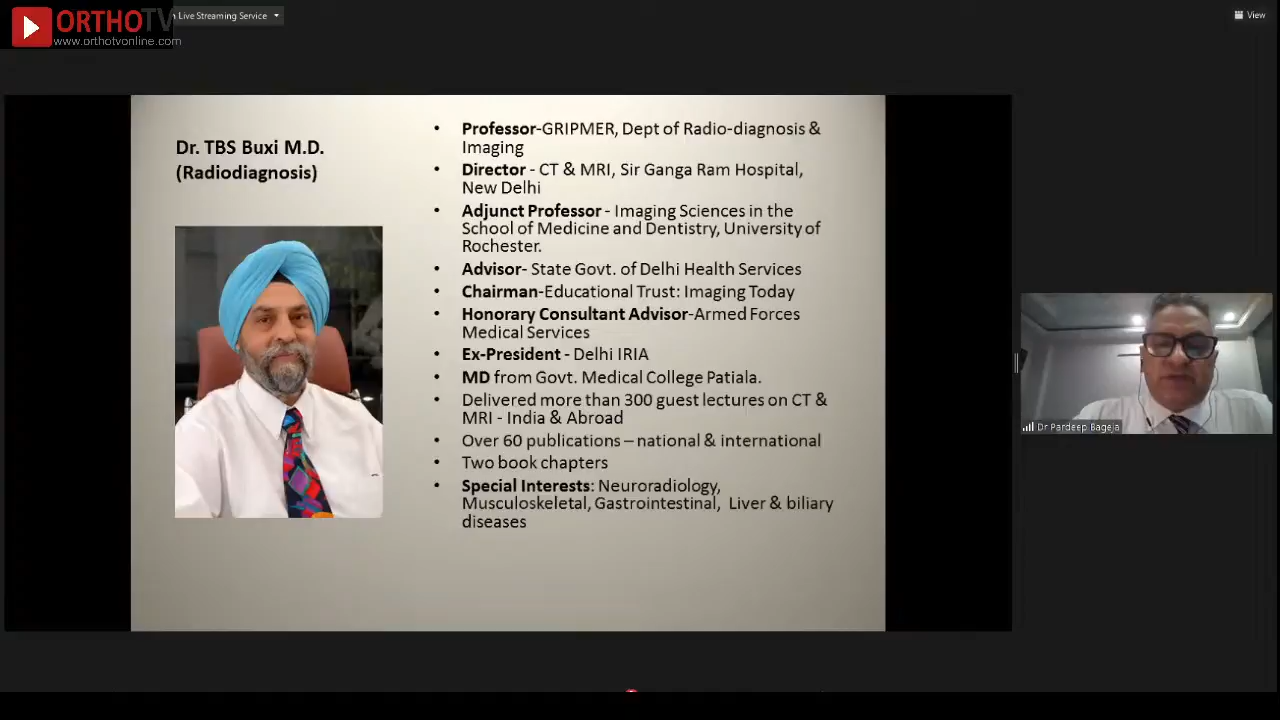 ORTHOTV
Live Streaming Service
www.orthotvonline.com
View
Dr. TBS Buxi M.D.
(Radiodiagnosis)
• Professor-GRIPMER, Dept of Radio-diagnosis &
Imaging
• Director - CT & MRI, Sir Ganga Ram Hospital,
New Delhi
• Adjunct Professor - Imaging Sciences in the
School of Medicine and Dentistry, University of
Rochester.
• Advisor- State Govt. of Delhi Health Services
• Chairman-Educational Trust: Imaging Today
• Honorary Consultant Advisor-Armed Forces
Medical Services
• Ex-President - Delhi IRIA
• MD from Govt. Medical College Patiala.
• Delivered more than 300 guest lectures on CT &
MRI - India & Abroad
• Over 60 publications – national & international
• Two book chapters
• Special Interests: Neuroradiology,
Musculoskeletal, Gastrointestinal, Liver & biliary
diseases
Dr Pardeep Bageja